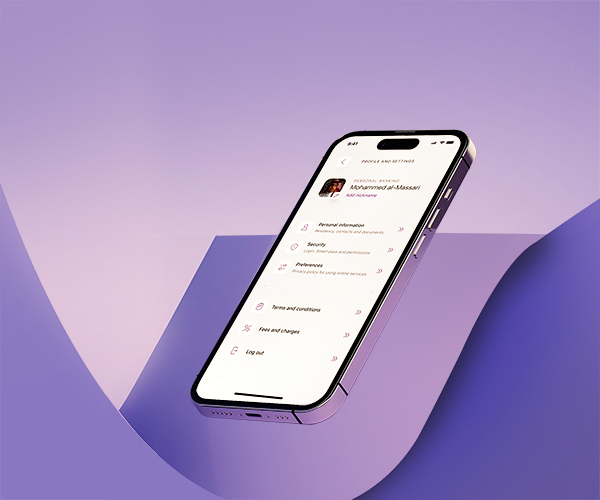 9:41
PROFILE AND SETTINGS
PERSONAL BANKING
Mohammed al-Massari
Add nickname
Personal information
Residency, contacts and documents
Security
Login, Smart pass and permissions
Preferences
Privacy policy for using online services
Terms and conditions
Fees and charges
Log out